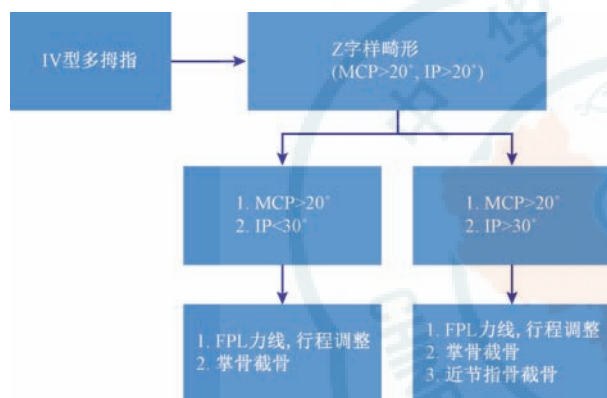 IV型多拇指
Z字样畸形
(MCP>20°, IP>20°)
1. MCP>20°
2. IP<30°
1. MCP>20°
2. IP>30°
1. FPL力线, 行程调整
2. 掌骨截骨
1. FPL力线, 行程调整
2. 掌骨截骨
3. 近节指骨截骨